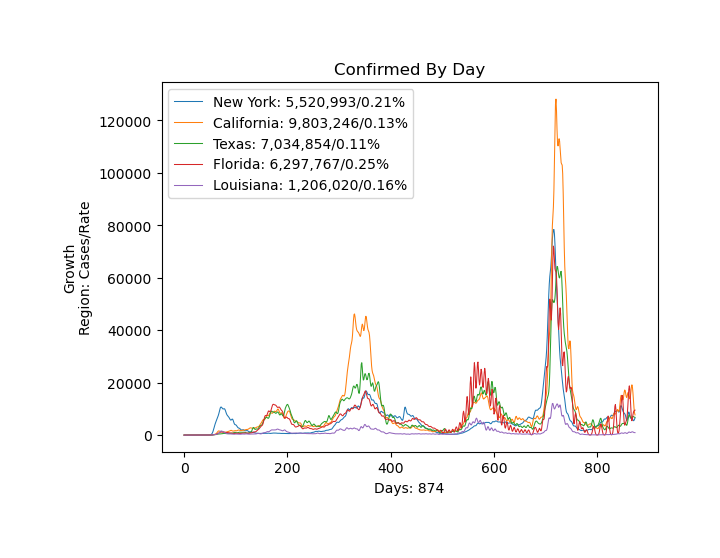 Confirmed By Day
New York: 5,520,993/0.21%
California: 9,803,246/0.13%
Texas: 7,034,854/0.11%
Florida: 6,297,767/0.25%
Louisiana: 1,206,020/0.16%
120000
100000
80000
60000
40000
20000
0
Growth
Region: Cases/Rate
0 200 400 600 800
Days: 874